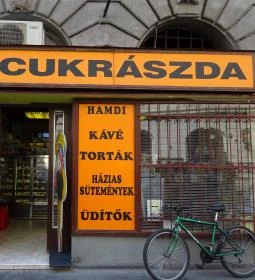 CUKRÁSZDA
HAMDI
KÁVÉ
TORTÁK
HÁZIAS
SÜTEMÉNYEK
ÜDÍTŐK